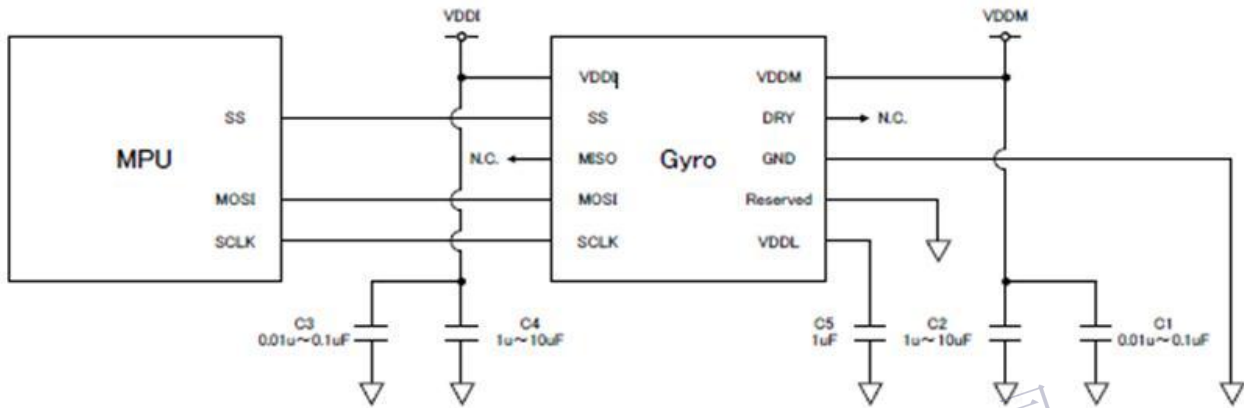 VDDI
VDDM
MPU
SS
MOSI
SCLK
N.C.
Gyro
VDDI
SS
MISO
MOSI
SCLK
VDDM
DRY
GND
Reserved
VDDL
N.C.
C3
0.01u~0.1uF
C4
1u~10uF
C5
1uF
C2
1u~10uF
C1
0.01u~0.1uF